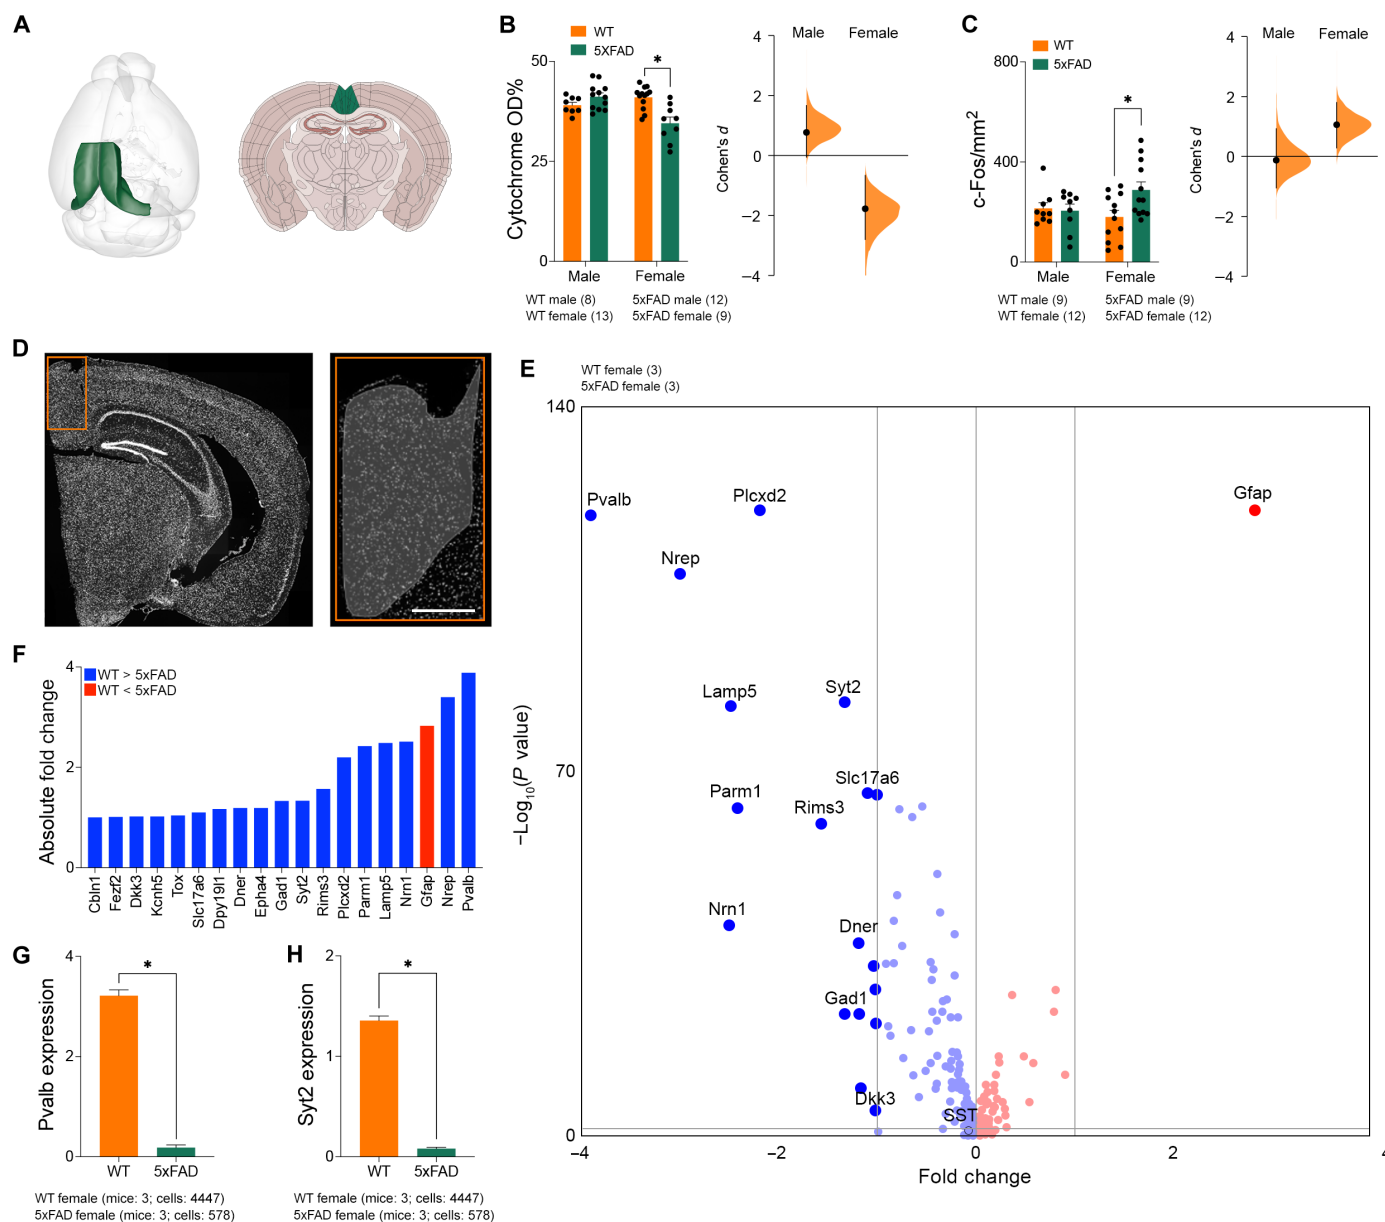 A
B
WT
5XFAD
Cytochrome OD%
50
25
0
*
Male
Female
WT male (8)
5xFAD male (12)
WT female (13)
5xFAD female (9)
Male
Female
Cohen's d
4
2
0
−2
−4
C
WT
5xFAD
c-Fos/mm2
800
400
0
*
Male
Female
WT male (9)
5xFAD male (9)
WT female (12)
5xFAD female (12)
Male
Female
Cohen's d
4
2
0
−2
−4
D
E
WT female (3)
5xFAD female (3)
140
70
0
−Log10(P value)
Pvalb
Plcxd2
Gfap
Nrep
Lamp5
Syt2
Slc17a6
Parm1
Rims3
Nrn1
Dner
Gad1
Dkk3
SST
−4
−2
0
2
4
Fold change
F
WT > 5xFAD
WT < 5xFAD
Absolute fold change
4
2
0
Cbln1
Fezf2
Dkk3
Kcnh5
Tox
Slc17a6
Dpy19l1
Dner
Epha4
Gad1
Syt2
Rims3
Plcxd2
Parm1
Lamp5
Nrn1
Gfap
Nrep
Pvalb
G
Pvalb expression
4
2
0
*
WT
5xFAD
WT female (mice: 3; cells: 4447)
5xFAD female (mice: 3; cells: 578)
H
Syt2 expression
2
1
0
*
WT
5xFAD
WT female (mice: 3; cells: 4447)
5xFAD female (mice: 3; cells: 578)